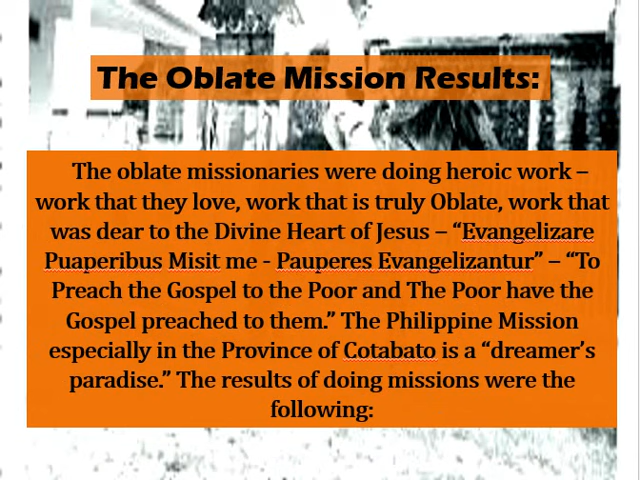 The Oblate Mission Results:
The oblate missionaries were doing heroic work –
work that they love, work that is truly Oblate, work that
was dear to the Divine Heart of Jesus – “Evangelizare
Puaperibus Misit me - Pauperes Evangelizantur” – “To
Preach the Gospel to the Poor and The Poor have the
Gospel preached to them.” The Philippine Mission
especially in the Province of Cotabato is a “dreamer’s
paradise.” The results of doing missions were the
following: